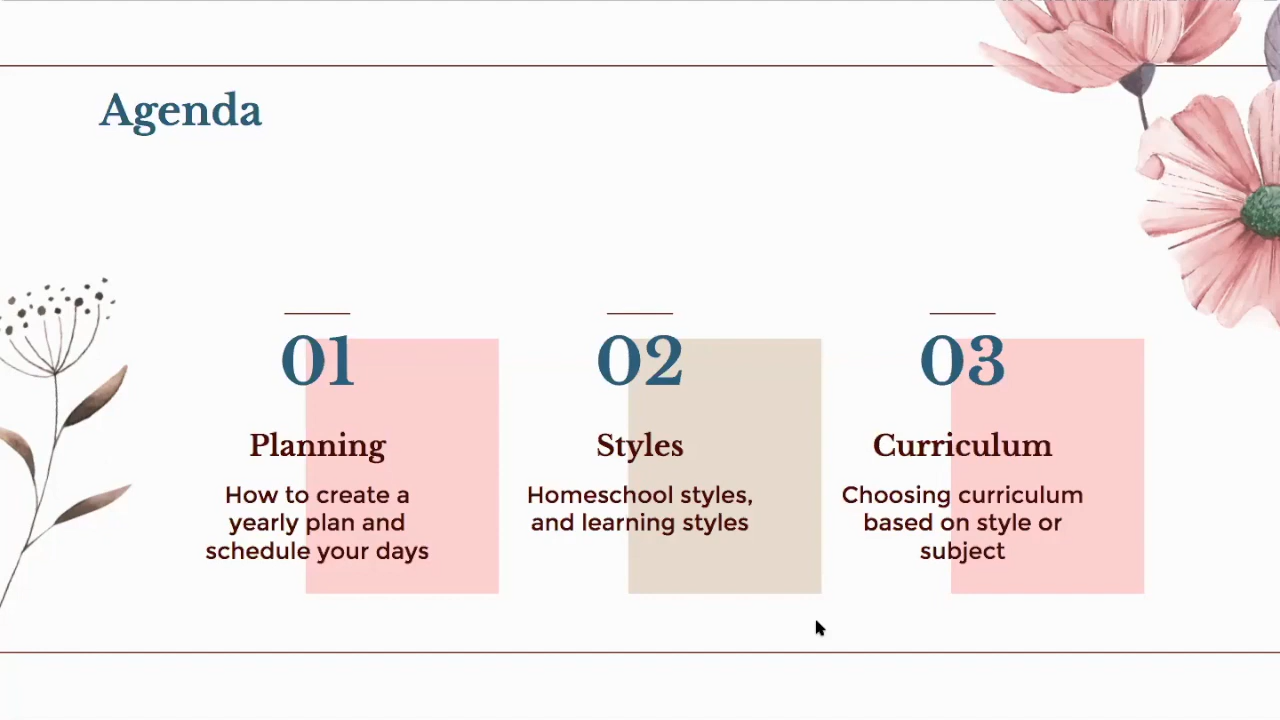 Agenda
01
Planning
How to create a
yearly plan and
schedule your days
02
Styles
Homeschool styles,
and learning styles
03
Curriculum
Choosing curriculum
based on style or
subject